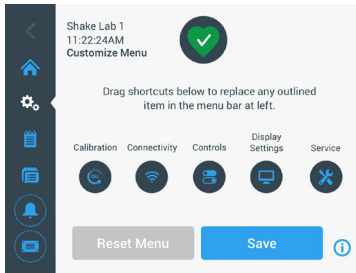 Shake Lab 1
11:22:24AM
Customize Menu
Drag shortcuts below to replace any outlined
item in the menu bar at left.
Calibration Connectivity Controls Display Settings Service
CAL
Reset Menu Save